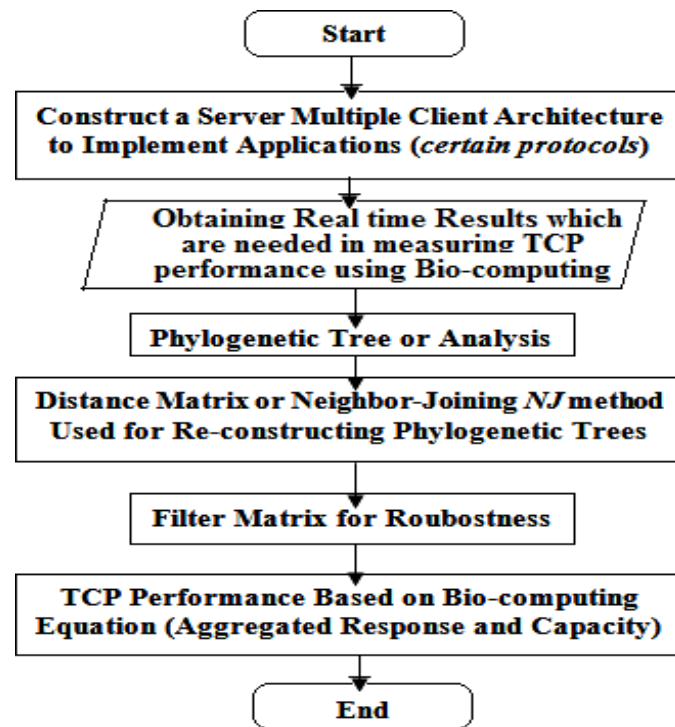 Start
Construct a Server Multiple Client Architecture
to Implement Applications (certain protocols)
Obtaining Real time Results which
are needed in measuring TCP
performance using Bio-computing
Phylogenetic Tree or Analysis
Distance Matrix or Neighbor-Joining NJ method
Used for Re-constructing Phylogenetic Trees
Filter Matrix for Roubostness
TCP Performance Based on Bio-computing
Equation (Aggregated Response and Capacity)
End